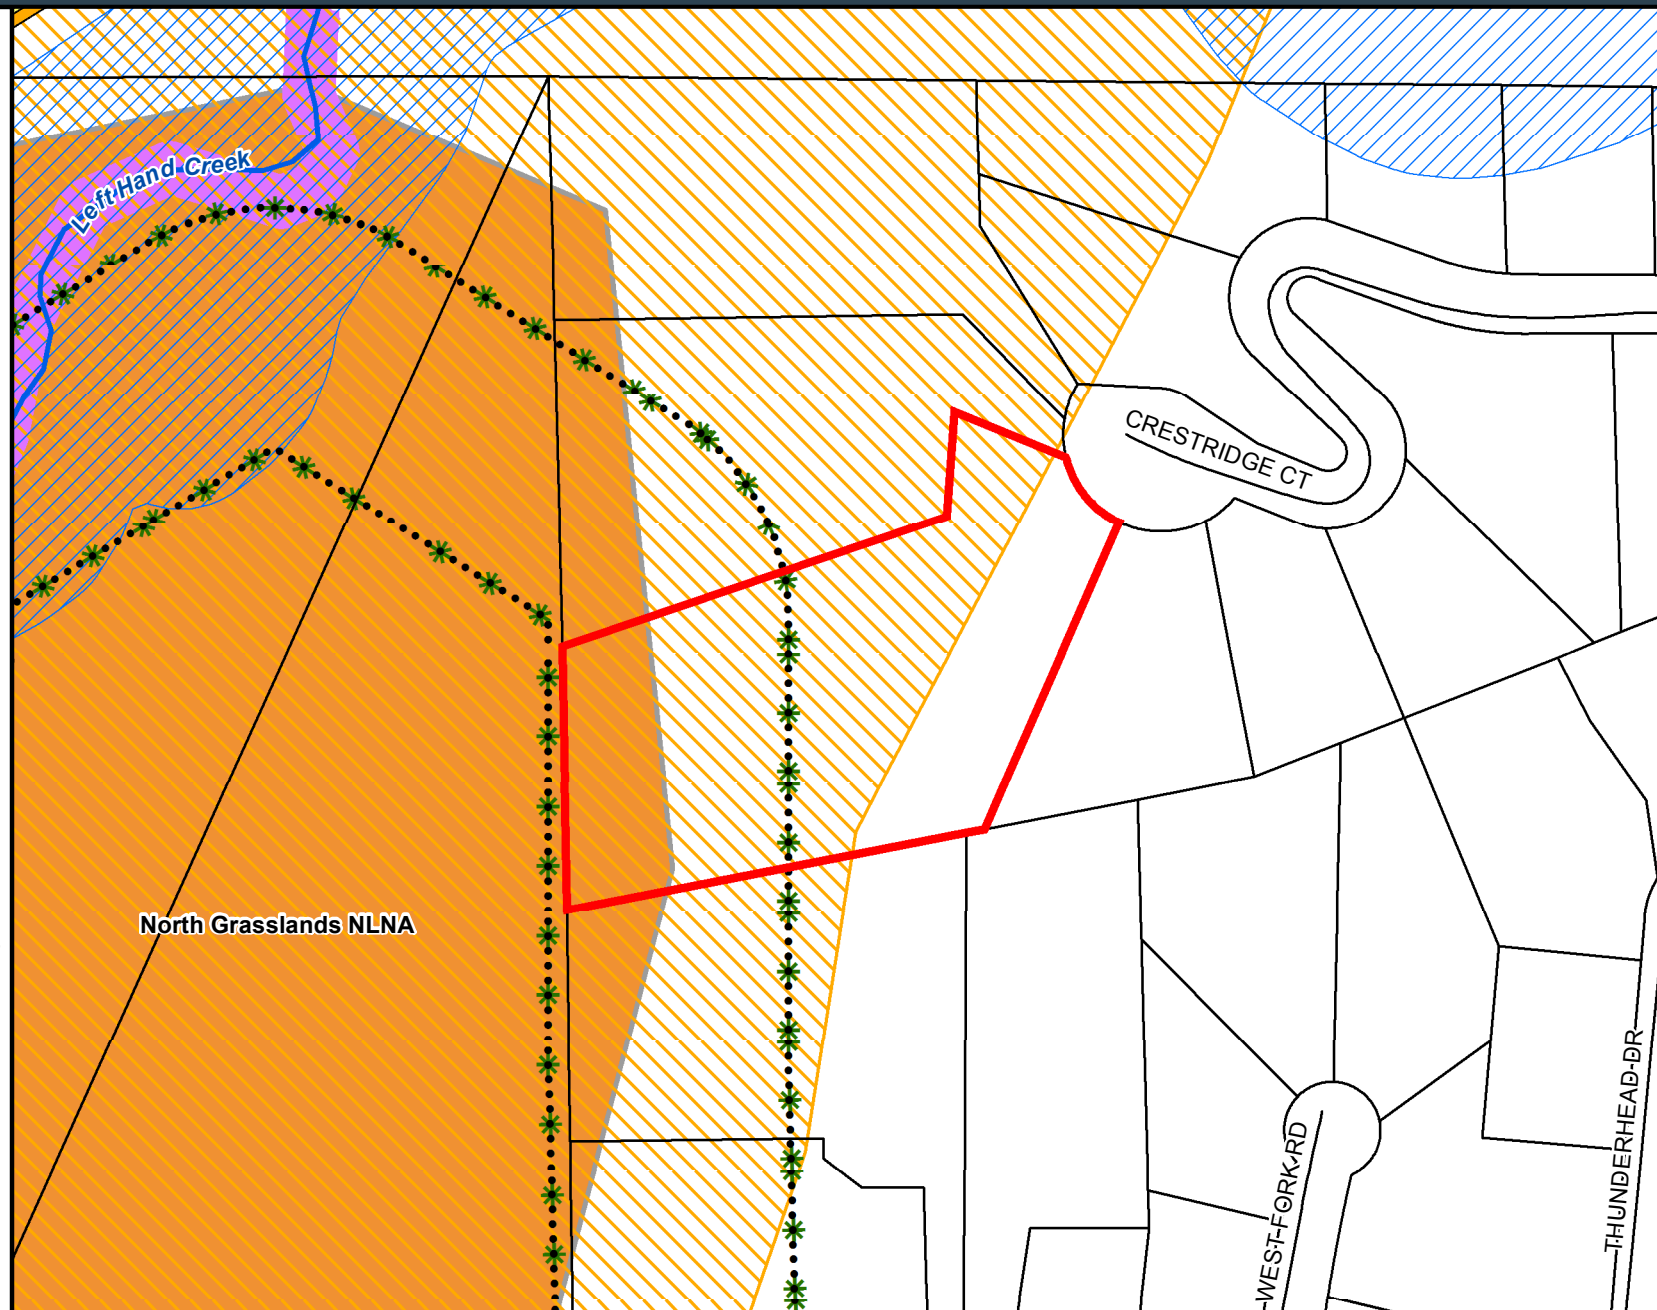 Left Hand Creek
CRESTRIDGE CT
North Grasslands NLNA
WEST FORK RD
THUNDERHEAD DR